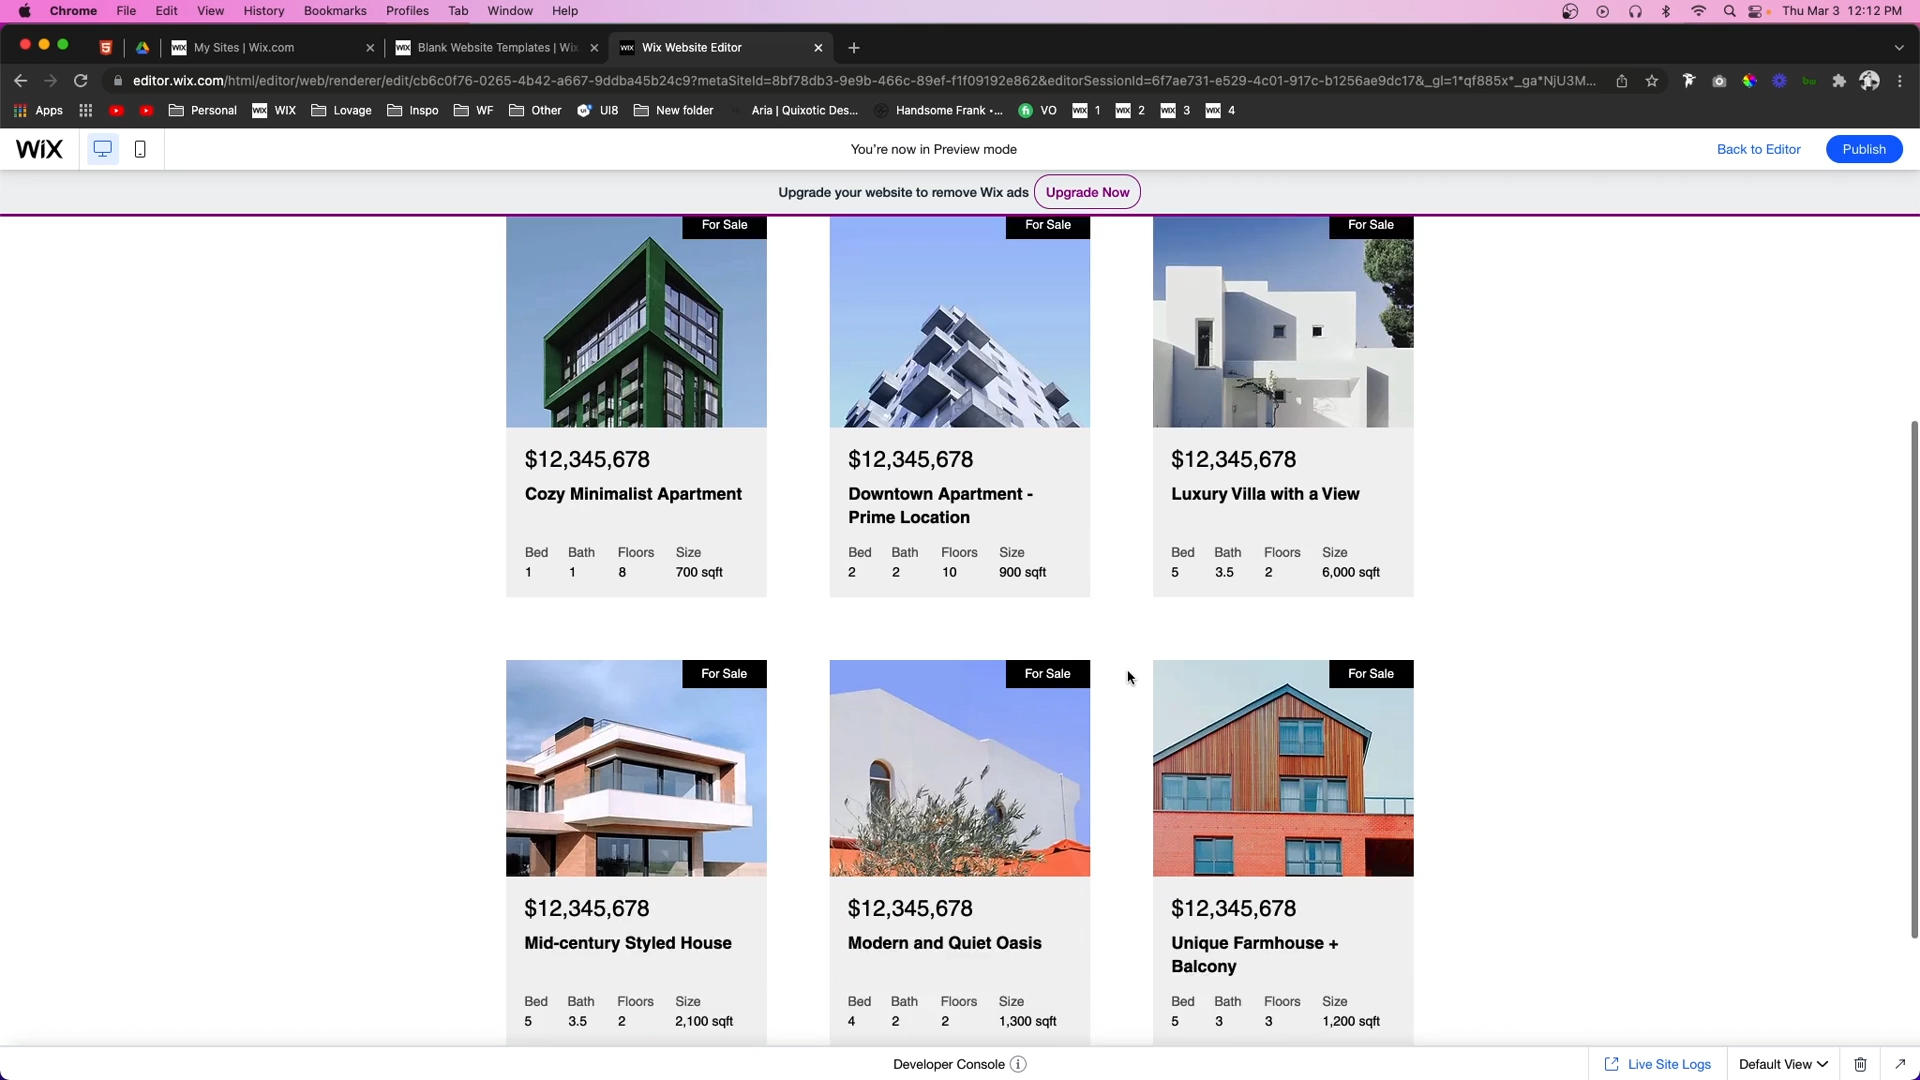 Chrome File Edit View History Bookmarks Profiles Tab Window Help
Thu Mar 3 12:12 PM
My Sites | Wix.com
Blank Website Templates | Wix
Wix Website Editor
editor.wix.com/html/editor/web/renderer/edit/cb6c0f76-0265-4b42-a667-9ddba45b24c9?metaSiteId=8bf78db3-9e9b-466c-89ef-f1f09192e862&editorSessionId=6f7ae731-e529-4c01-917c-b1256ae9dc17&_gl=1*qf885x*_ga*NjU3M...
Apps Personal WIX Lovage Inspo WF Other UI8 New folder Aria | Quixotic Des... Handsome Frank •... VO 1 2 3 4
WIX
You're now in Preview mode
Back to Editor
Publish
Upgrade your website to remove Wix ads Upgrade Now
For Sale For Sale For Sale
$12,345,678 $12,345,678 $12,345,678
Cozy Minimalist Apartment Downtown Apartment - Luxury Villa with a View
Prime Location
Bed Bath Floors Size Bed Bath Floors Size Bed Bath Floors Size
1 1 8 700 sqft 2 2 10 900 sqft 5 3.5 2 6,000 sqft
For Sale For Sale For Sale
$12,345,678 $12,345,678 $12,345,678
Mid-century Styled House Modern and Quiet Oasis Unique Farmhouse +
Balcony
Bed Bath Floors Size Bed Bath Floors Size Bed Bath Floors Size
5 3.5 2 2,100 sqft 4 2 2 1,300 sqft 5 3 3 1,200 sqft
Developer Console
Live Site Logs
Default View